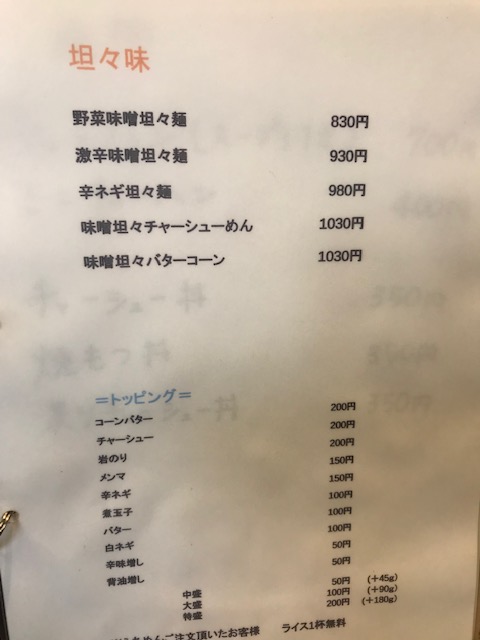 坦々味
野菜味噌坦々麺 830円
激辛味噌坦々麺 930円
辛ネギ坦々麺 980円
味噌坦々チャーシューめん 1030円
味噌坦々バターコーン 1030円
＝トッピング＝
コーンバター 200円
チャーシュー 200円
岩のり 200円
メンマ 150円
辛ネギ 150円
煮玉子 100円
バター 100円
白ネギ 100円
辛味増し 50円
背油増し 50円
中盛 50円 (＋45g)
大盛 100円 (＋90g)
特盛 200円 (＋180g)
ご注文頂いたお客様 ライス1杯無料